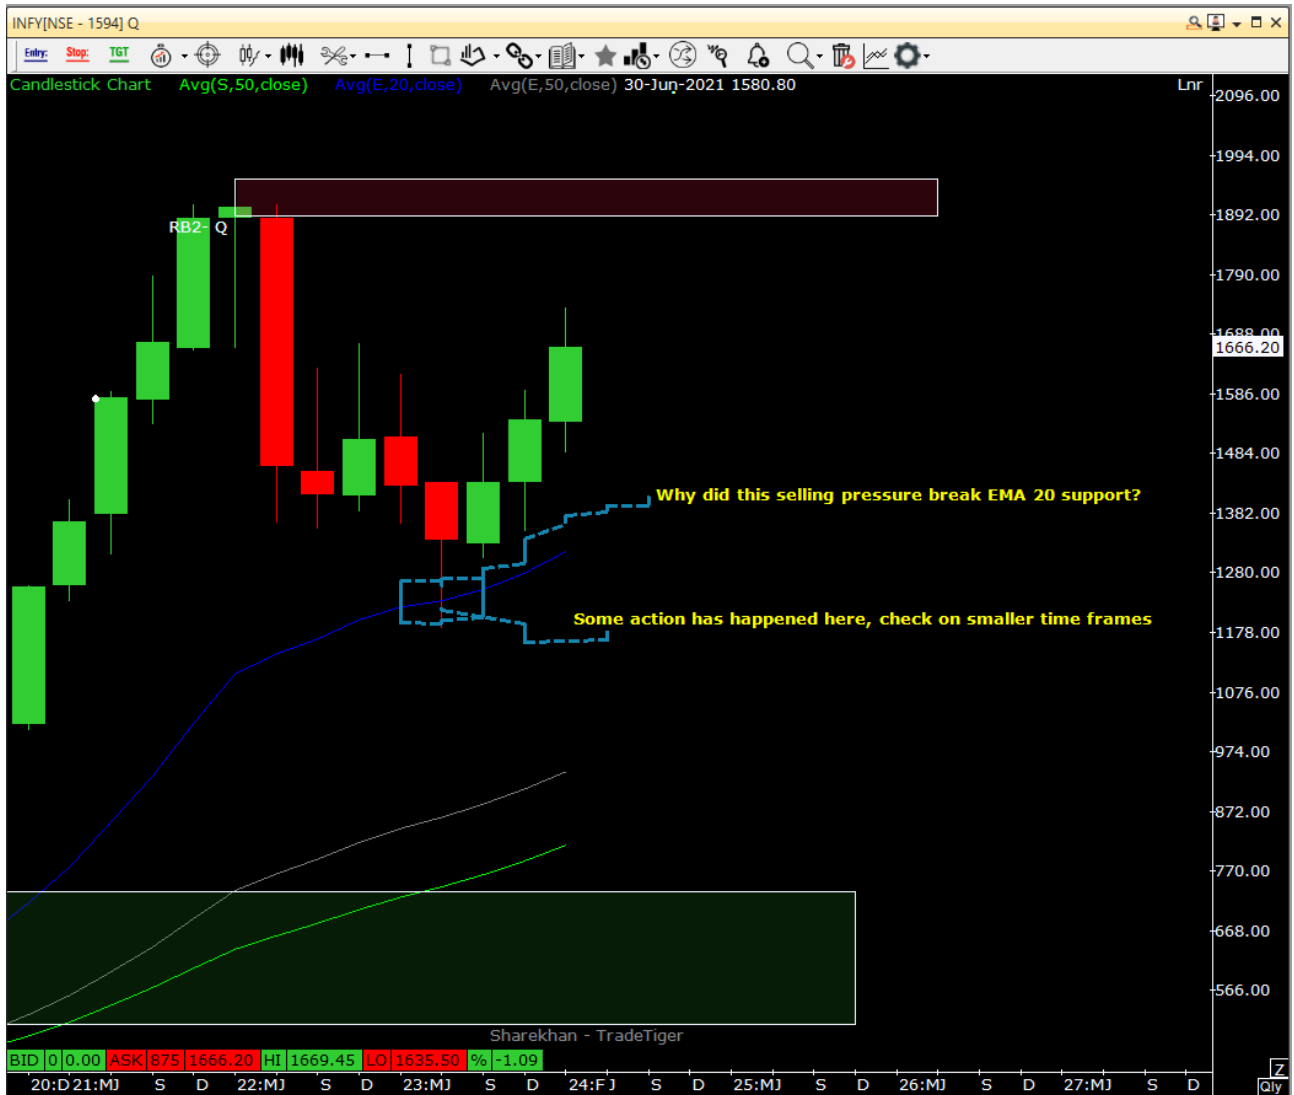 INFY[NSE - 1594] Q
Entry: Stop: TGT
Candlestick Chart Avg(S,50,close) Avg(E,20,close) Avg(E,50,close) 30-Jun-2021 1580.80 Lnr
2096.00
1994.00
1892.00
RB2- Q
1790.00
1688.00
1666.20
1586.00
1484.00
Why did this selling pressure break EMA 20 support?
1382.00
1280.00
Some action has happened here, check on smaller time frames
1178.00
1076.00
974.00
872.00
770.00
668.00
566.00
Sharekhan - TradeTiger
BID 0 0.00 ASK 875 1666.20 HI 1669.45 LO 1635.50 % -1.09
Z
20:D 21:MJ S D 22:MJ S D 23:MJ S D 24:FJ S D 25:MJ S D 26:MJ S D 27:MJ S D Qly